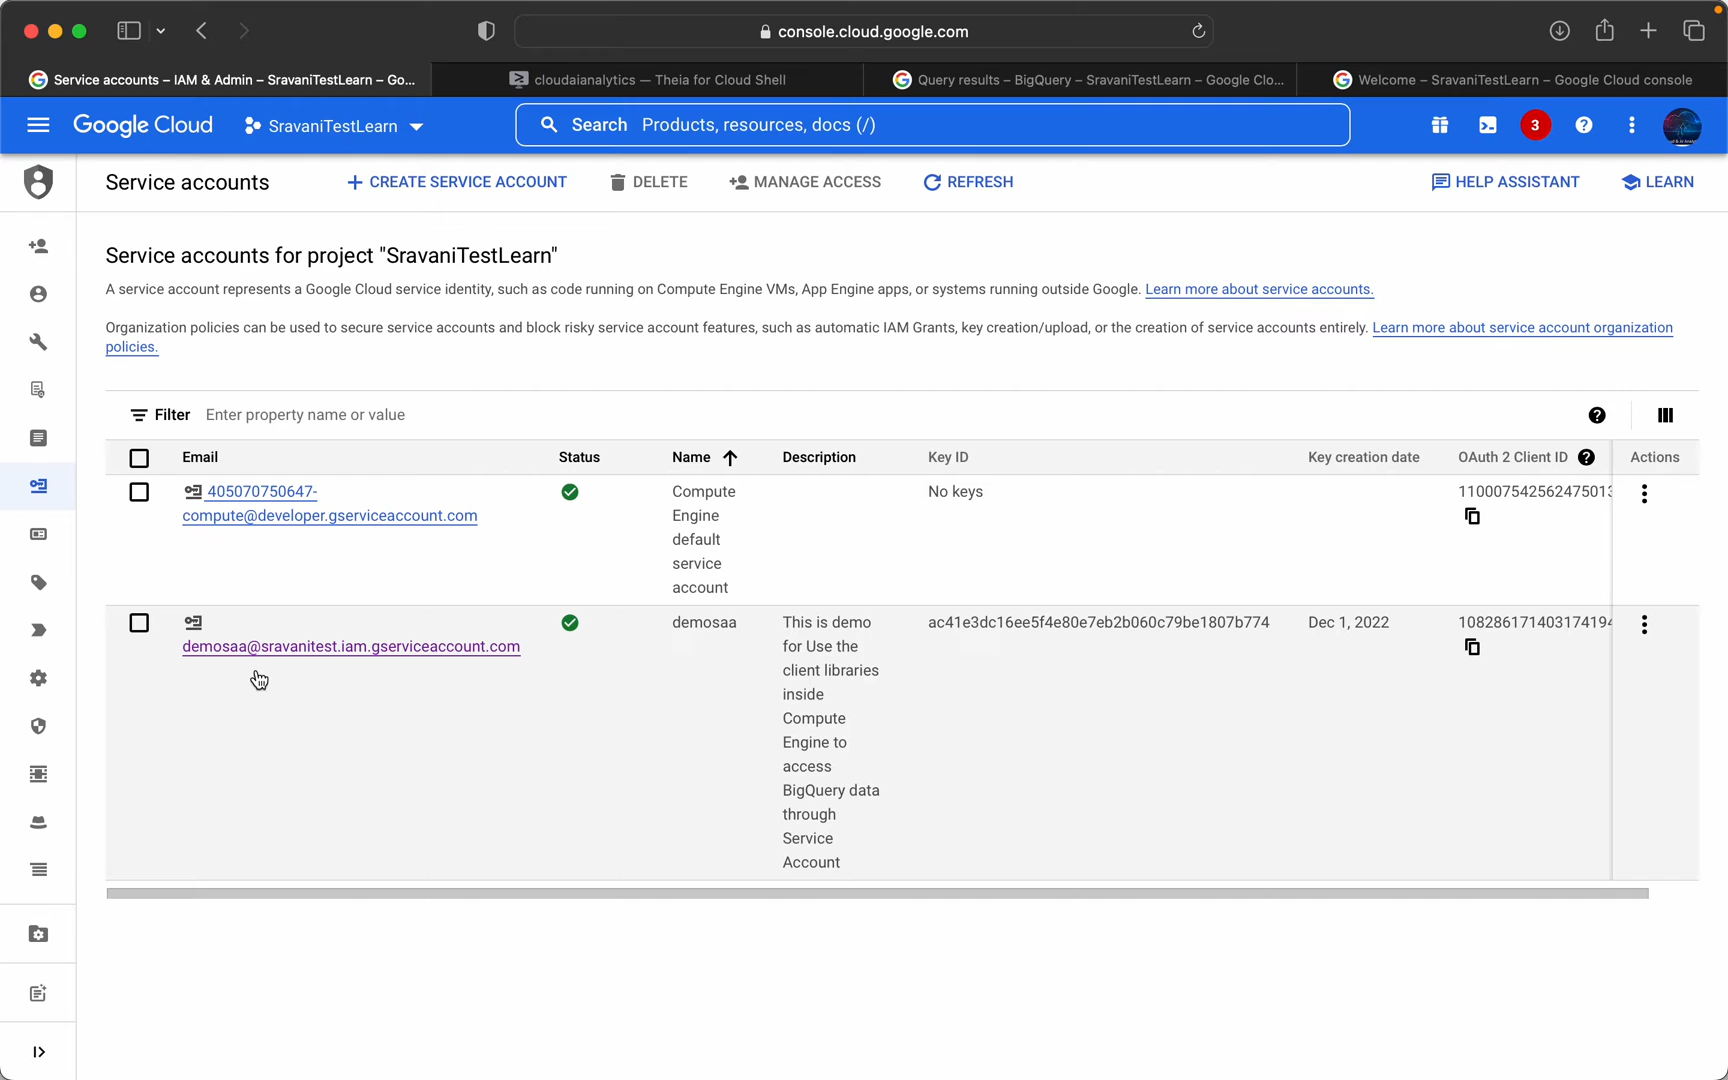 console.cloud.google.com
Service accounts – IAM & Admin – SravaniTestLearn – Go...
cloudaianalytics — Theia for Cloud Shell
Query results – BigQuery – SravaniTestLearn – Google Clo...
Welcome – SravaniTestLearn – Google Cloud console
Google Cloud
SravaniTestLearn
Search Products, resources, docs (/)
3
Service accounts
CREATE SERVICE ACCOUNT
DELETE
MANAGE ACCESS
REFRESH
HELP ASSISTANT
LEARN
Service accounts for project "SravaniTestLearn"
A service account represents a Google Cloud service identity, such as code running on Compute Engine VMs, App Engine apps, or systems running outside Google. Learn more about service accounts.
Organization policies can be used to secure service accounts and block risky service account features, such as automatic IAM Grants, key creation/upload, or the creation of service accounts entirely. Learn more about service account organization
policies.
Filter Enter property name or value
Email Status Name Description Key ID Key creation date OAuth 2 Client ID Actions
405070750647-
compute@developer.gserviceaccount.com
Compute
Engine
default
service
account
No keys
110007542562475013
demosaa@sravanitest.iam.gserviceaccount.com
demosaa
This is demo
for Use the
client libraries
inside
Compute
Engine to
access
BigQuery data
through
Service
Account
ac41e3dc16ee5f4e80e7eb2b060c79be1807b774
Dec 1, 2022
108286171403174194